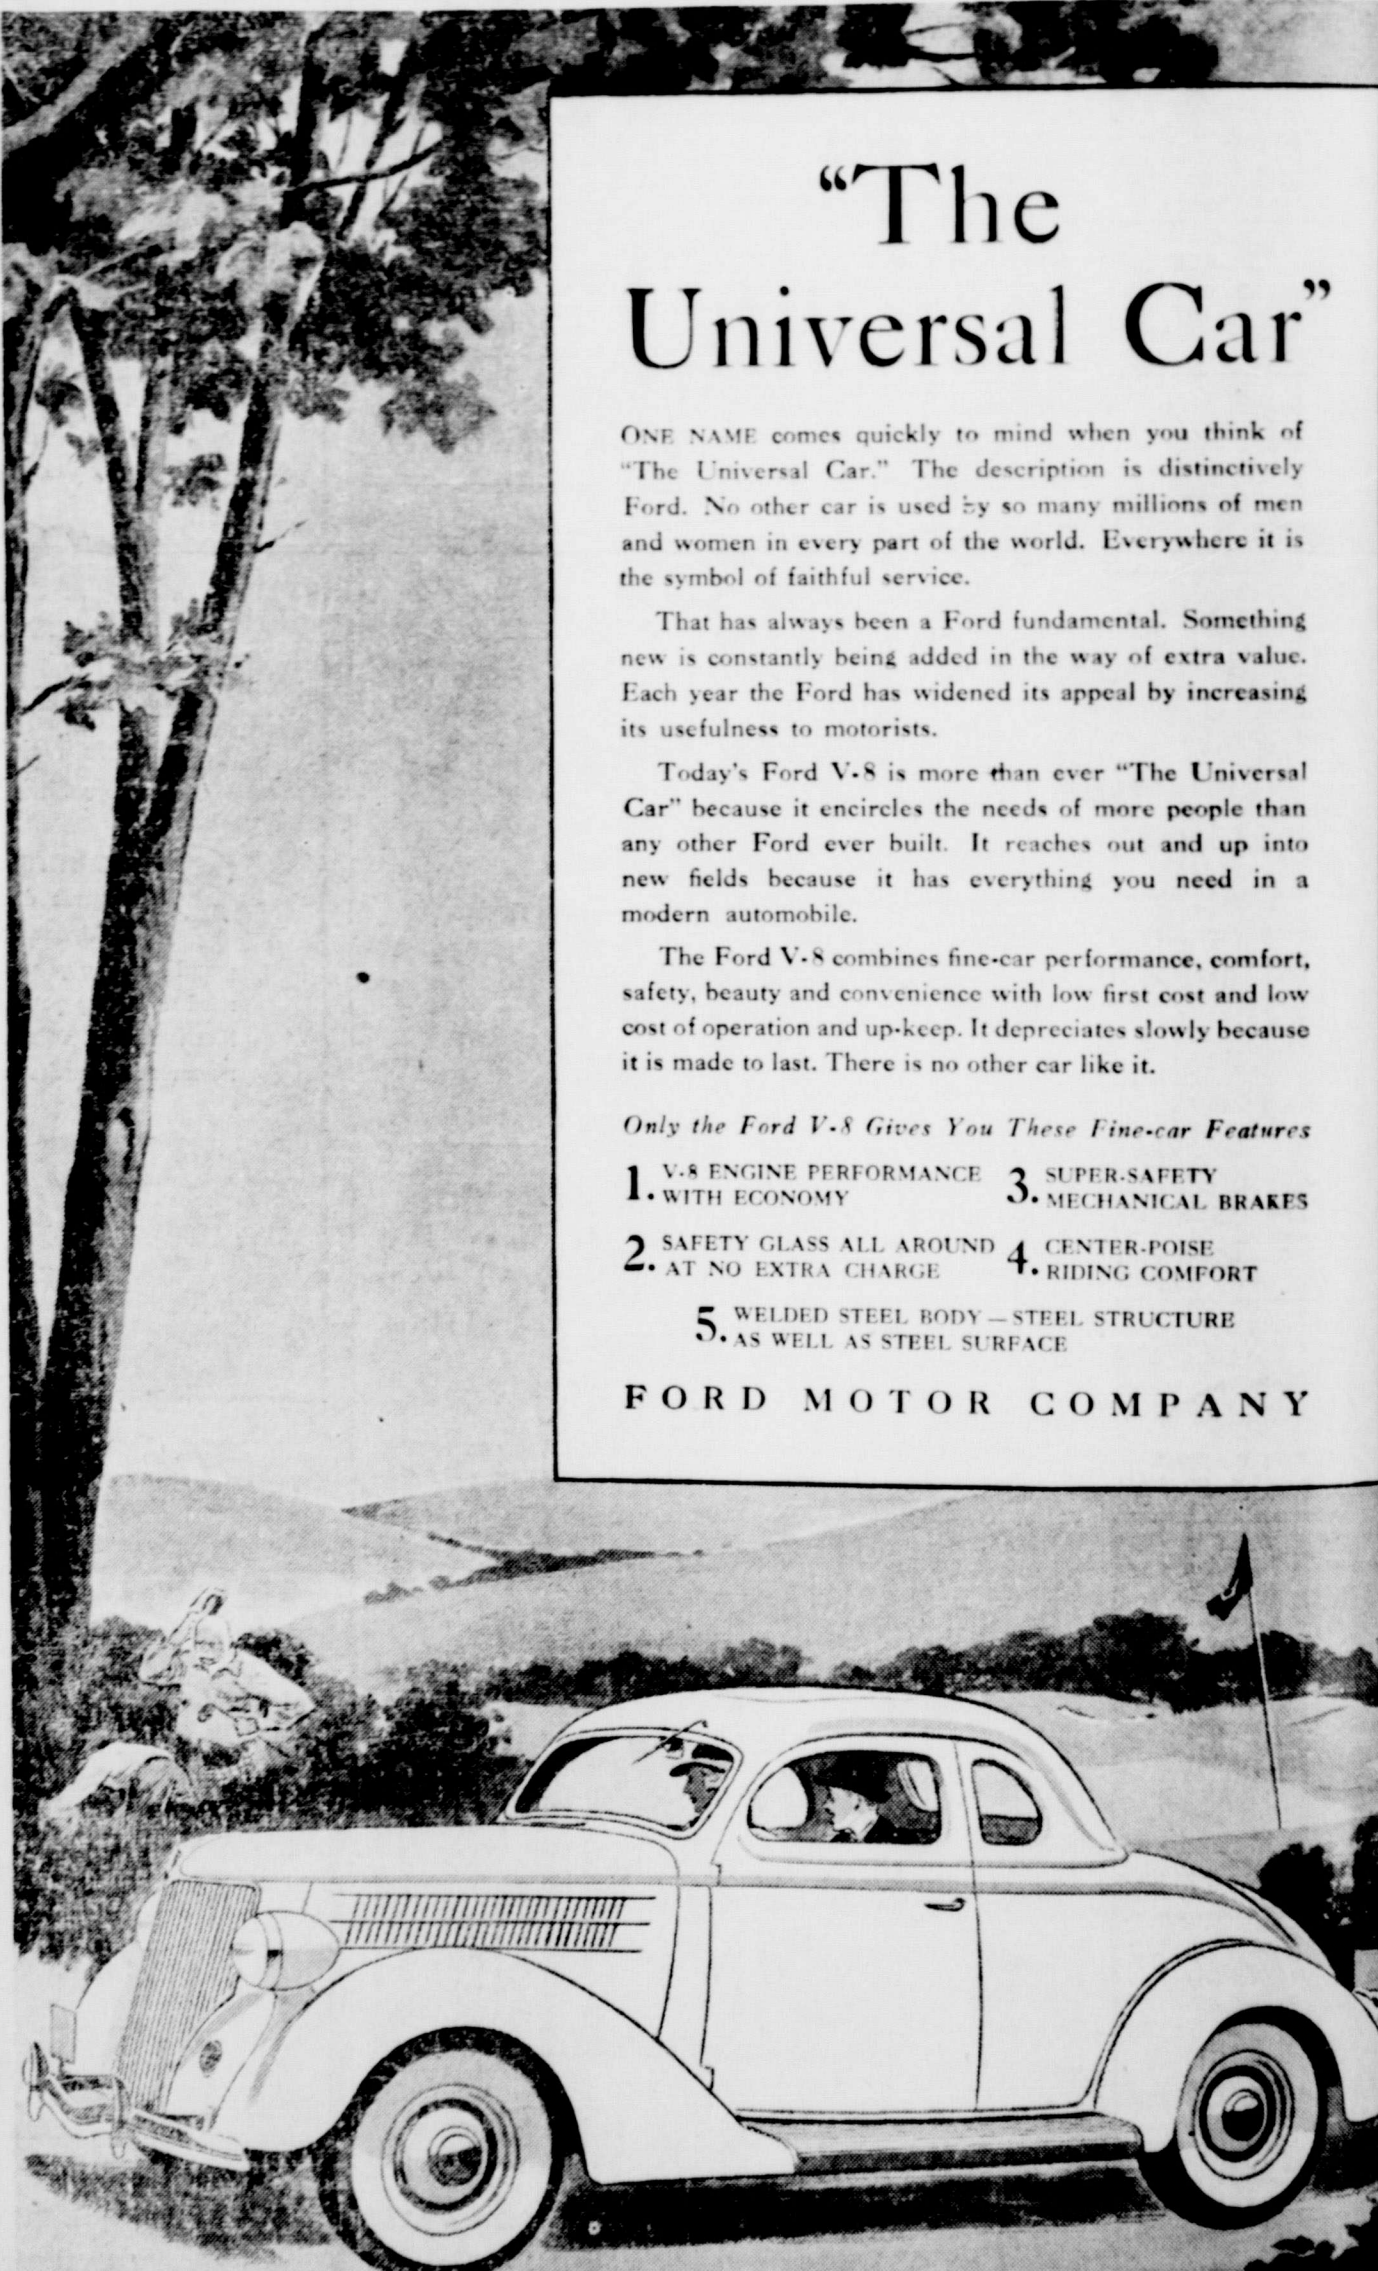 “The
Universal Car”
ONE NAME comes quickly to mind when you think of
“The Universal Car.” The description is distinctively
Ford. No other car is used by so many millions of men
and women in every part of the world. Everywhere it is
the symbol of faithful service.
That has always been a Ford fundamental. Something
new is constantly being added in the way of extra value.
Each year the Ford has widened its appeal by increasing
its usefulness to motorists.
Today's Ford V-8 is more than ever “The Universal
Car” because it encircles the needs of more people than
any other Ford ever built. It reaches out and up into
new fields because it has everything you need in a
modern automobile.
The Ford V-8 combines fine-car performance, comfort,
safety, beauty and convenience with low first cost and low
cost of operation and up-keep. It depreciates slowly because
it is made to last. There is no other car like it.
Only the Ford V-8 Gives You These Fine-car Features
1. V-8 ENGINE PERFORMANCE
WITH ECONOMY
2. SAFETY GLASS ALL AROUND
AT NO EXTRA CHARGE
3. SUPER-SAFETY
MECHANICAL BRAKES
4. CENTER-POISE
RIDING COMFORT
5. WELDED STEEL BODY—STEEL STRUCTURE
AS WELL AS STEEL SURFACE
FORD MOTOR COMPANY